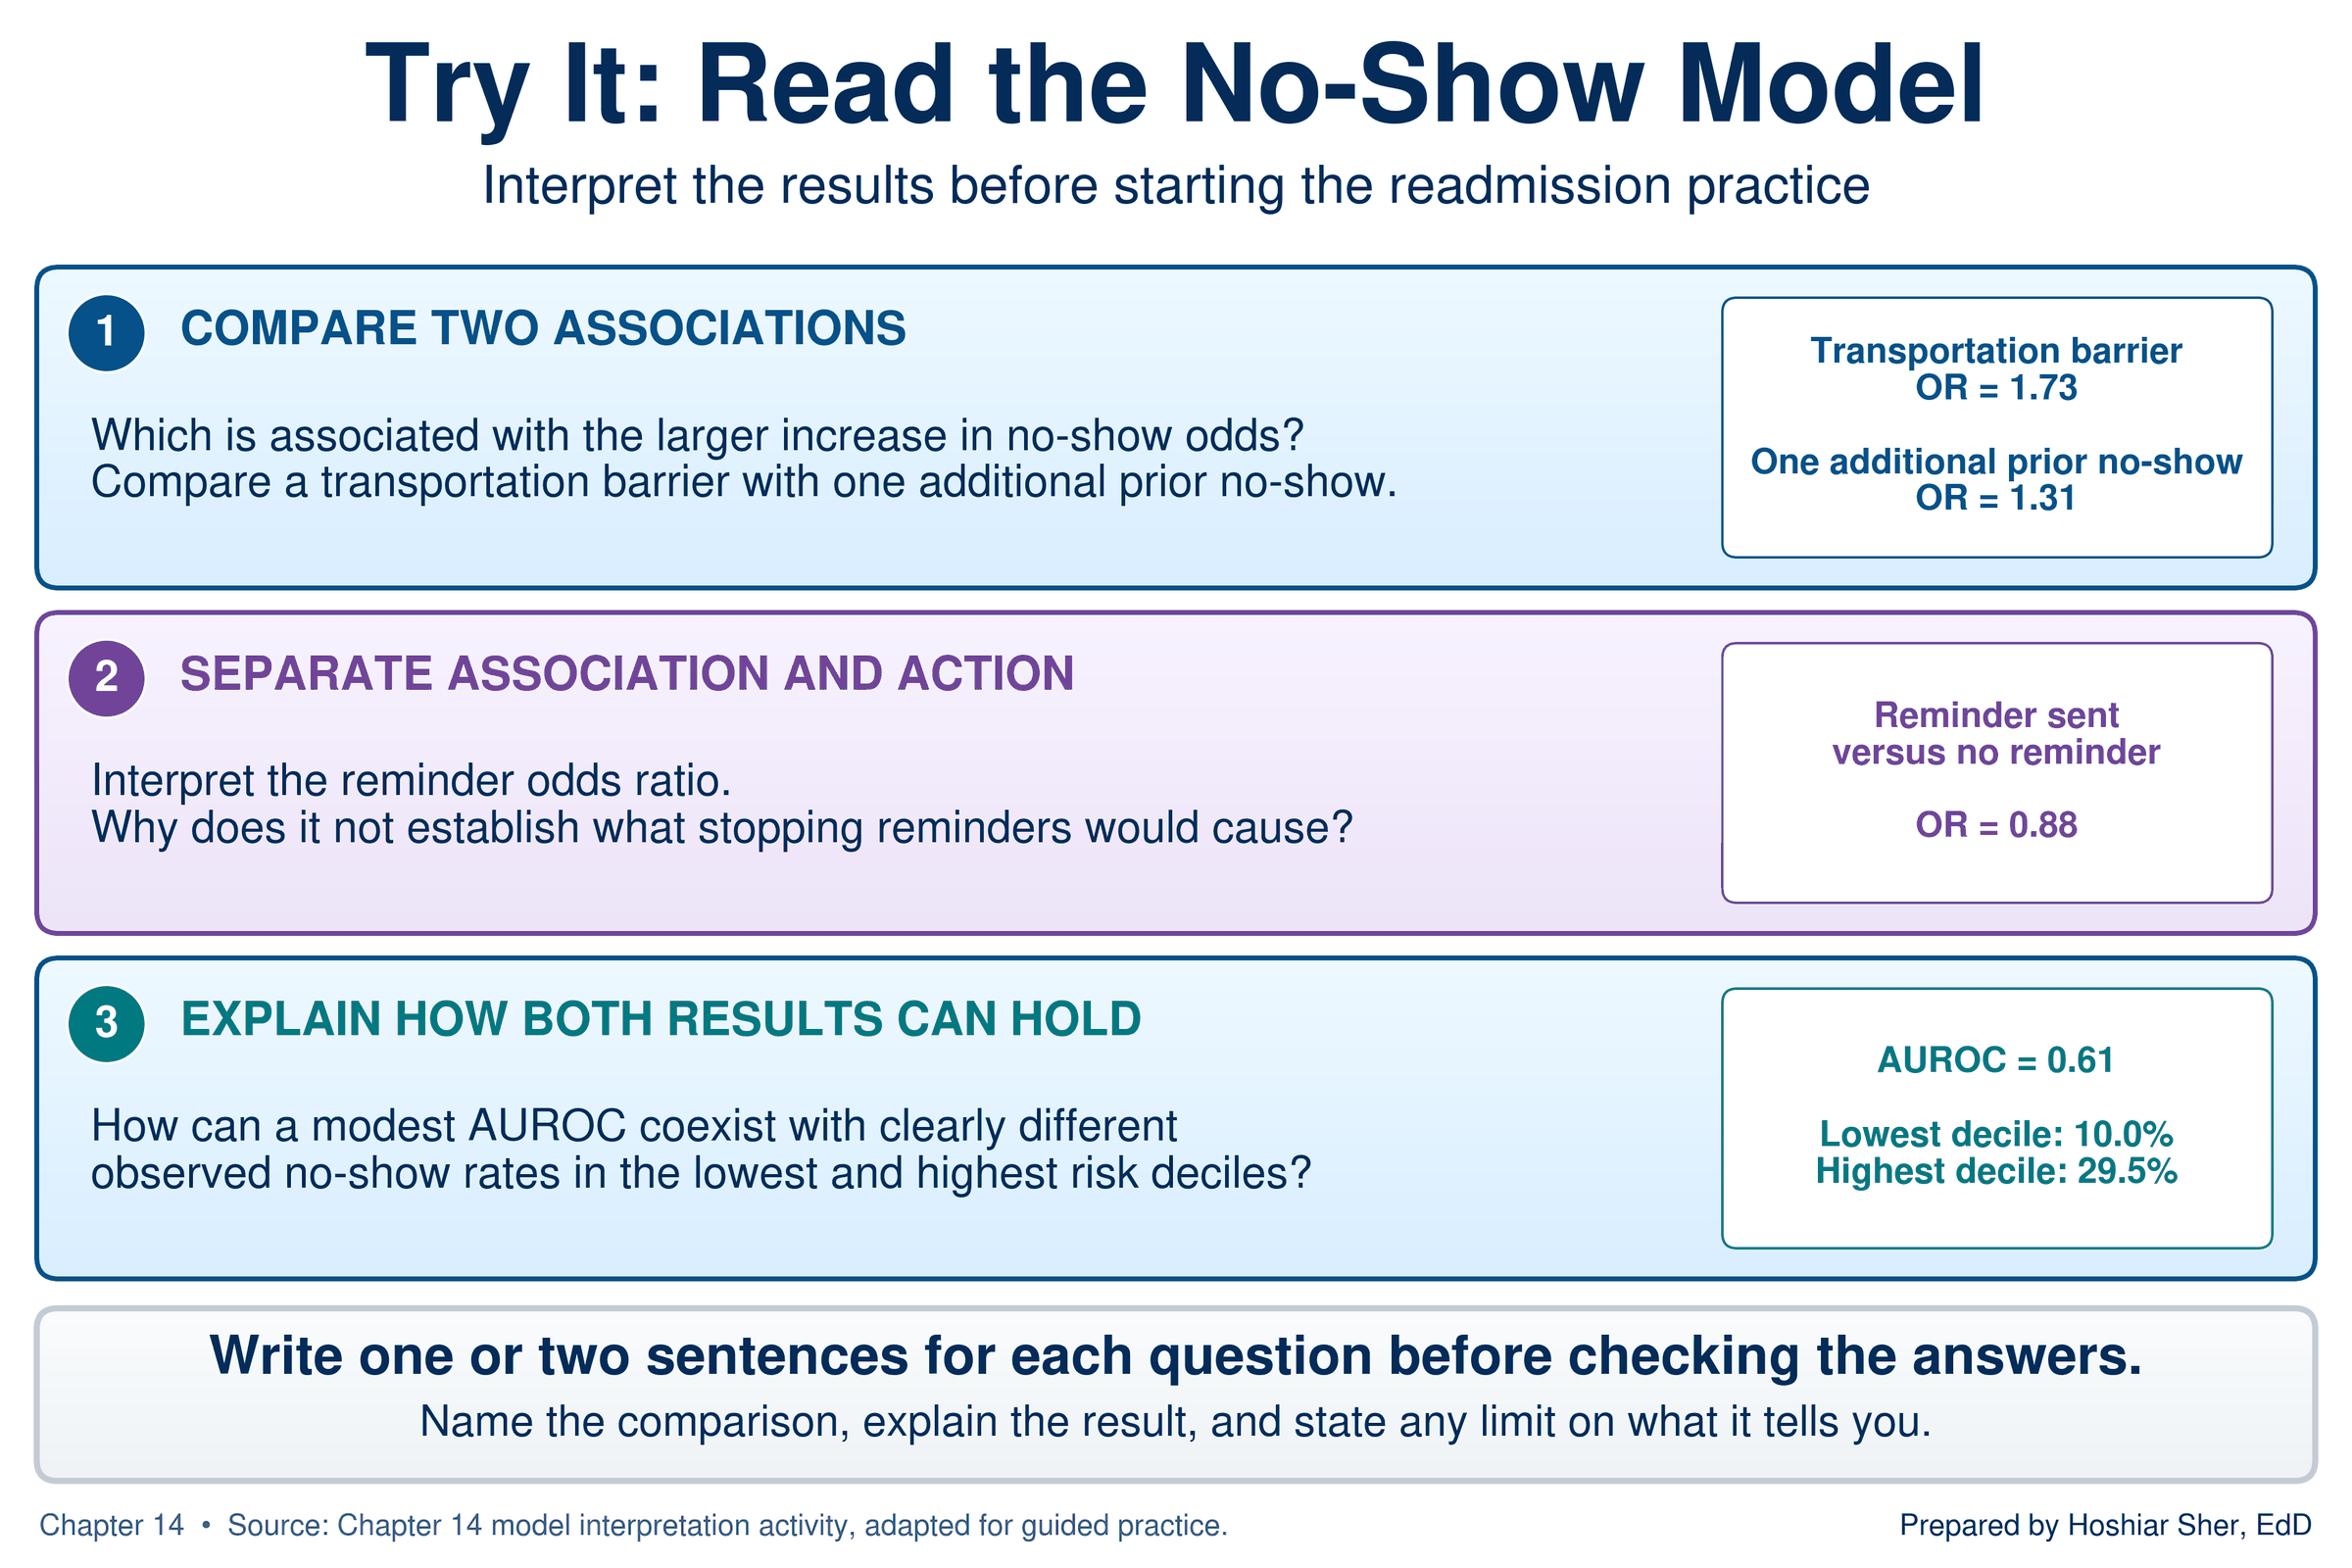 Try It: Read the No-Show Model
Interpret the results before starting the readmission practice
1
COMPARE TWO ASSOCIATIONS
Which is associated with the larger increase in no-show odds?
Compare a transportation barrier with one additional prior no-show.
Transportation barrier
OR = 1.73
One additional prior no-show
OR = 1.31
2
SEPARATE ASSOCIATION AND ACTION
Interpret the reminder odds ratio.
Why does it not establish what stopping reminders would cause?
Reminder sent
versus no reminder
OR = 0.88
3
EXPLAIN HOW BOTH RESULTS CAN HOLD
How can a modest AUROC coexist with clearly different
observed no-show rates in the lowest and highest risk deciles?
AUROC = 0.61
Lowest decile: 10.0%
Highest decile: 29.5%
Write one or two sentences for each question before checking the answers.
Name the comparison, explain the result, and state any limit on what it tells you.
Chapter 14 • Source: Chapter 14 model interpretation activity, adapted for guided practice.
Prepared by Hoshiar Sher, EdD